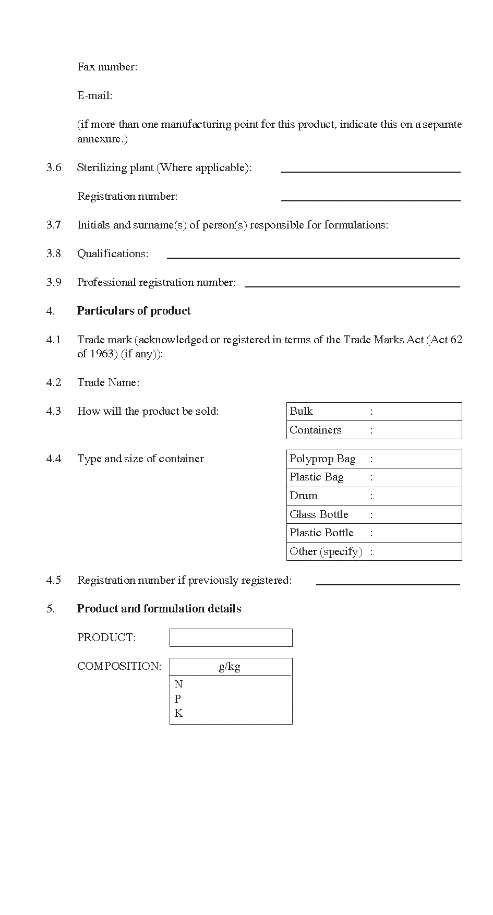 Fax number:
E-mail:
(if more than one manufacturing point for this product, indicate this on a separate
annexure.)
3.6 Sterilizing plant (Where applicable):
Registration number:
3.7 Initials and surname(s) of person(s) responsible for formulations:
3.8 Qualifications:
3.9 Professional registration number:
4. Particulars of product
4.1 Trade mark (acknowledged or registered in terms of the Trade Marks Act (Act 62
of 1963) (if any)):
4.2 Trade Name:
4.3 How will the product be sold: Bulk :
Containers :
4.4 Type and size of container Polyprop Bag :
Plastic Bag :
Drum :
Glass Bottle :
Plastic Bottle :
Other (specify) :
4.5 Registration number if previously registered:
5. Product and formulation details
PRODUCT:
COMPOSITION: g/kg
N
P
K